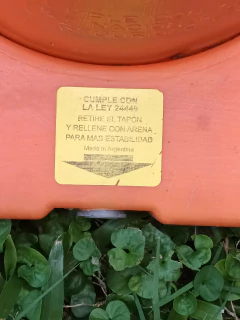 CUMPLE CON
LA LEY 24449
RETIRE EL TAPON
Y RELLENE CON ARENA
PARA MAS ESTABILIDAD
Made in Argentina